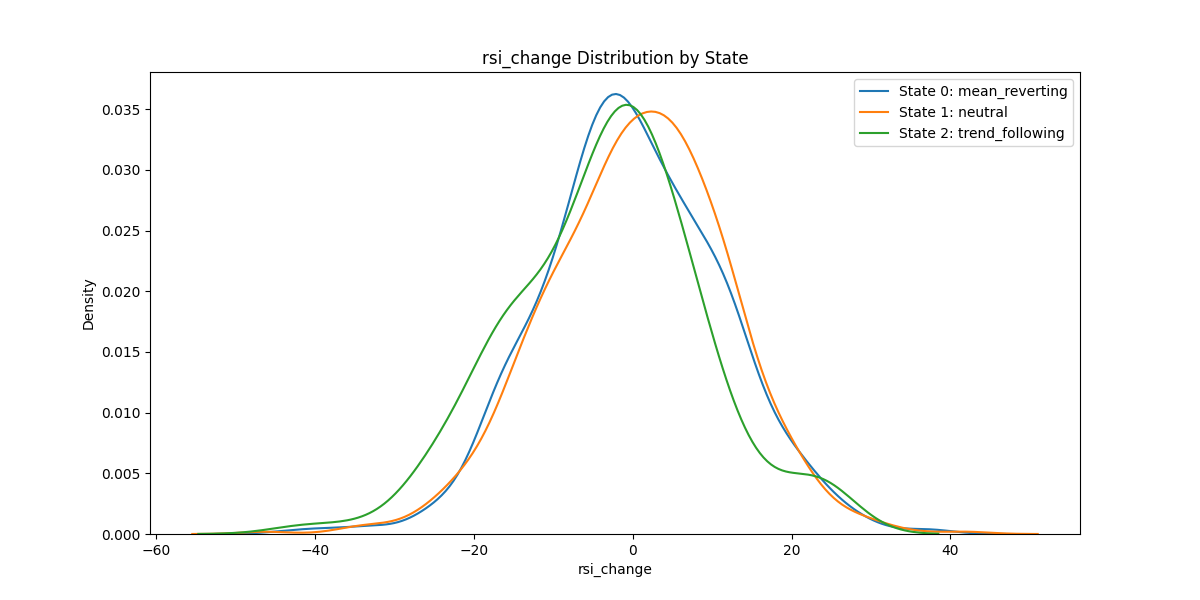 rsi_change Distribution by State
State 0: mean_reverting
State 1: neutral
State 2: trend_following
Density
0.035
0.030
0.025
0.020
0.015
0.010
0.005
0.000
−60 −40 −20 0 20 40
rsi_change